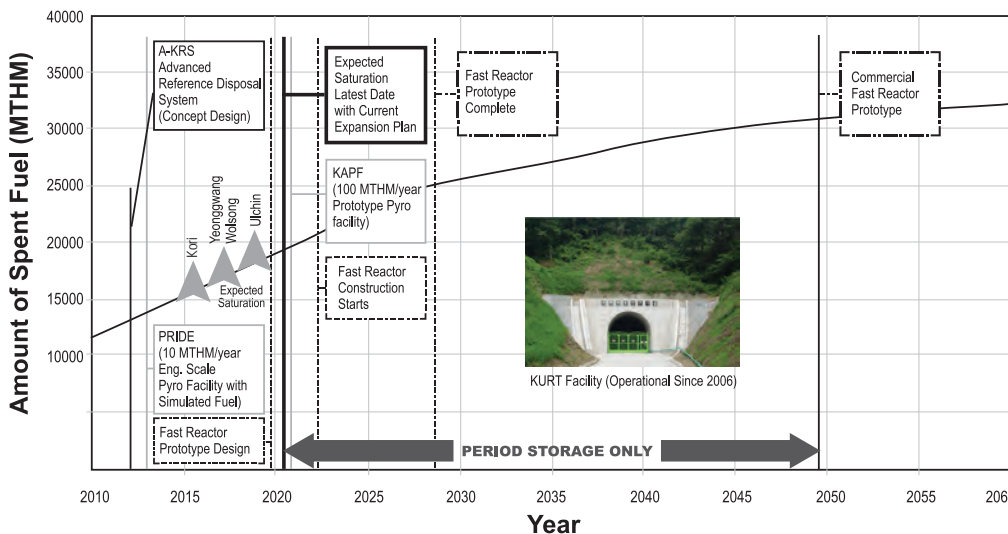 Amount of Spent Fuel (MTHM)
40000
35000
30000
25000
20000
15000
10000
A-KRS
Advanced
Reference Disposal
System
(Concept Design)
Expected
Saturation
Latest Date
with Current
Expansion Plan
Fast Reactor
Prototype
Complete
Commercial
Fast Reactor
Prototype
KAPF
(100 MTHM/year
Prototype Pyro
facility)
Kori
Yeonggwang
Wolsong
Ulchin
Expected
Saturation
Fast Reactor
Construction
Starts
PRIDE
(10 MTHM/year
Eng. Scale
Pyro Facility with
Simulated Fuel)
Fast Reactor
Prototype Design
KURT Facility (Operational Since 2006)
PERIOD STORAGE ONLY
2010 2015 2020 2025 2030 2035 2040 2045 2050 2055 206
Year